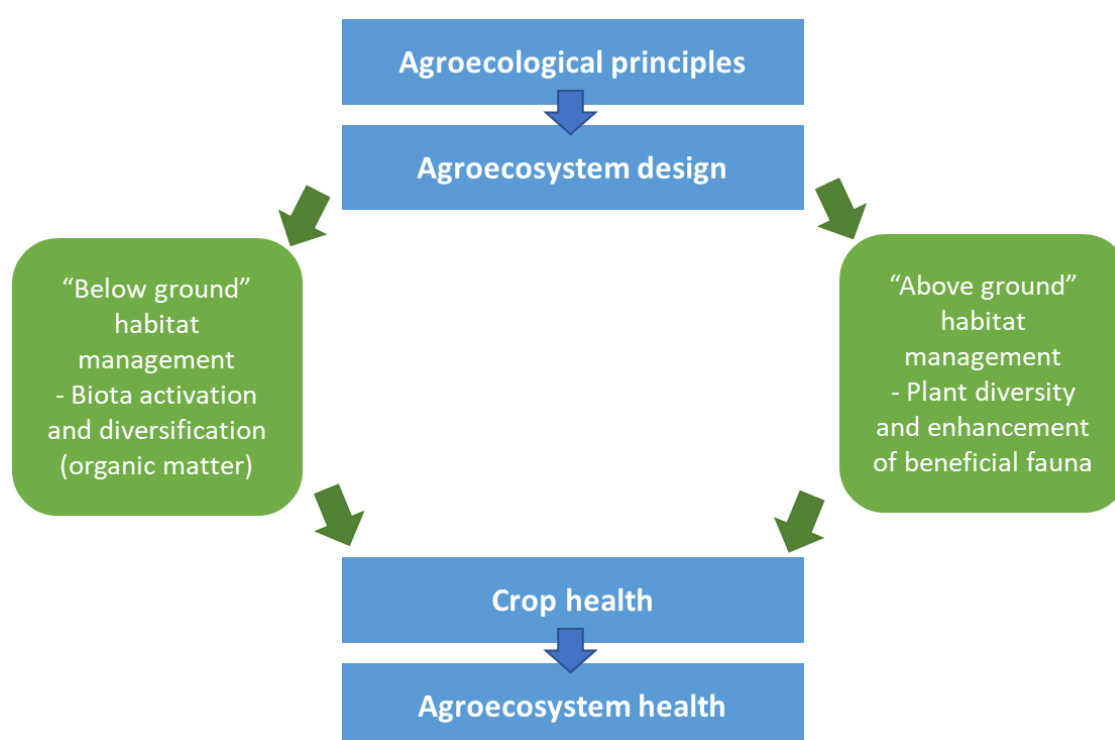 Agroecological principles
Agroecosystem design
“Below ground”
habitat
management
- Biota activation
and diversification
(organic matter)
“Above ground”
habitat
management
- Plant diversity
and enhancement
of beneficial fauna
Crop health
Agroecosystem health